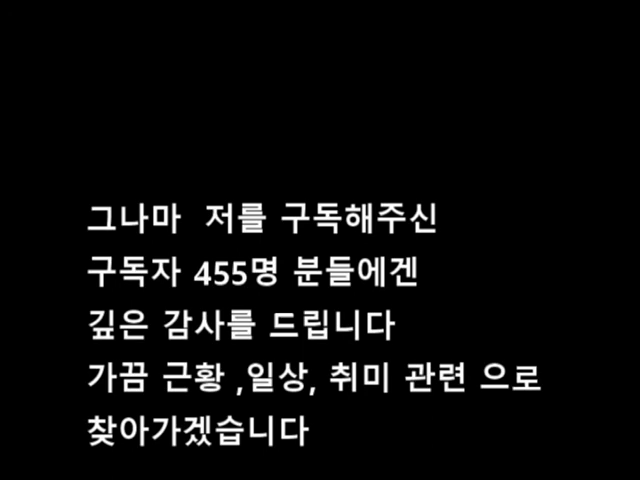 그나마  저를 구독해주신
구독자 455명 분들에겐
깊은 감사를 드립니다
가끔 근황 ,일상, 취미 관련 으로
찾아가겠습니다